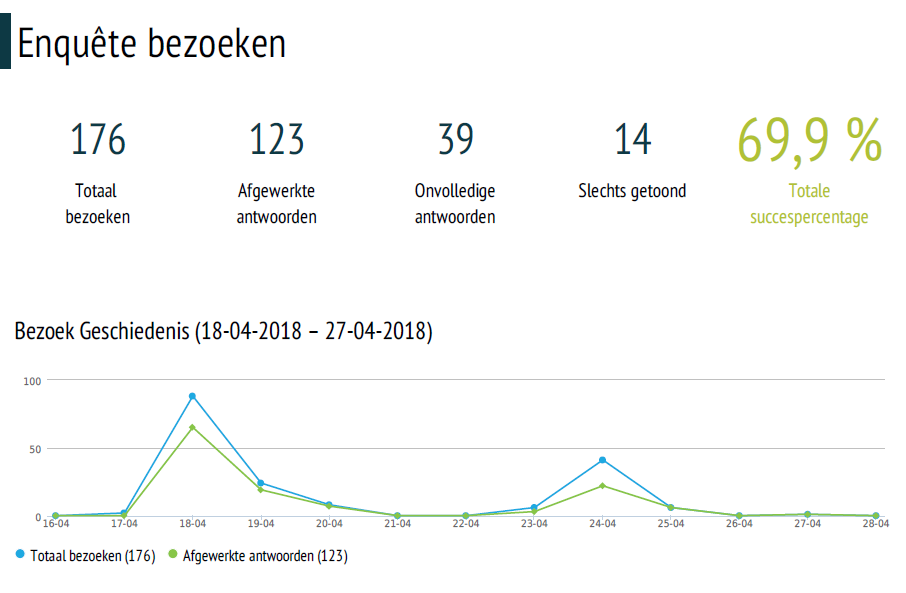 Enquête bezoeken
176 123 39 14 69,9 %
Totaal Afgewerkte Onvolledige Slechts getoond Totale
bezoeken antwoorden antwoorden succespercentage
Bezoek Geschiedenis (18-04-2018 – 27-04-2018)
100
50
0
16-04 17-04 18-04 19-04 20-04 21-04 22-04 23-04 24-04 25-04 26-04 27-04 28-04
Totaal bezoeken (176) Afgewerkte antwoorden (123)